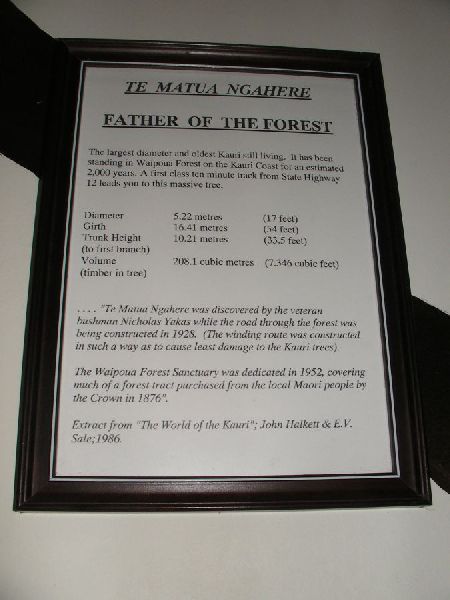 TE MATUA NGAHERE
FATHER OF THE FOREST
The largest diameter and oldest Kauri still living. It has been
standing in Waipoua Forest on the Kauri Coast for an estimated
2,000 years. A first class ten minute track from State Highway
12 leads you to this massive tree.
Diameter 5.22 metres (17 feet)
Girth 16.41 metres (54 feet)
Trunk Height 10.21 metres (33.5 feet)
(to first branch)
Volume 208.1 cubic metres (7,346 cubic feet)
(timber in tree)
. . . . "Te Matua Ngahere was discovered by the veteran
bushman Nicholas Yakas while the road through the forest was
being constructed in 1928. (The winding route was constructed
in such a way as to cause least damage to the Kauri trees).
The Waipoua Forest Sanctuary was dedicated in 1952, covering
much of a forest tract purchased from the local Maori people by
the Crown in 1876".
Extract from "The World of the Kauri"; John Halkett & E.V.
Sale;1986.